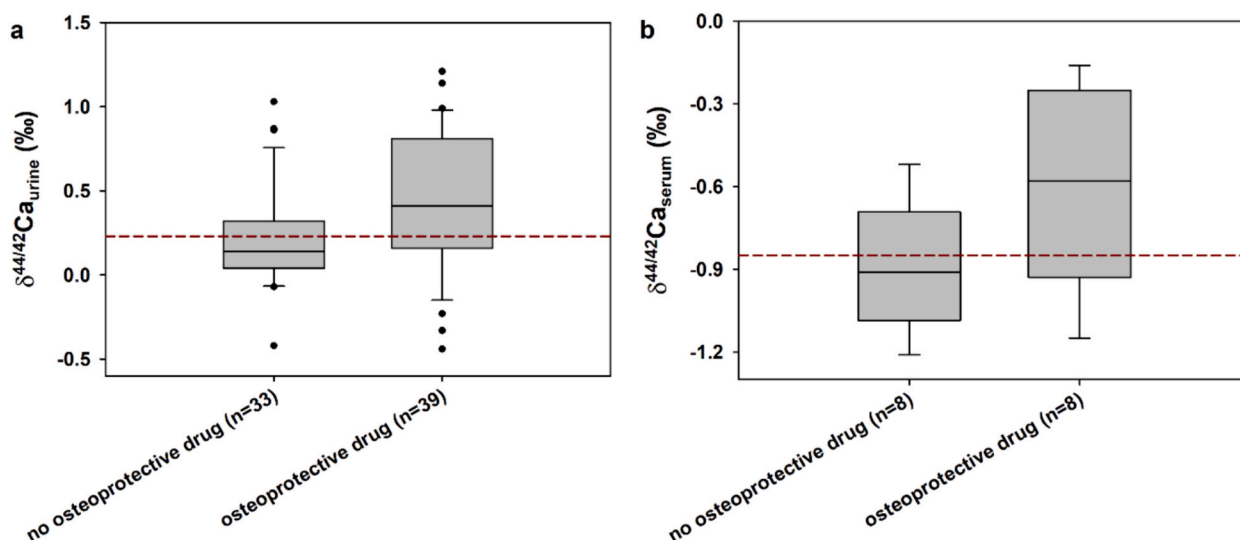 a
δ44/42Caurine (‰)
1.5
1.0
0.5
0.0
-0.5
no osteoprotective drug (n=33)
osteoprotective drug (n=39)
b
δ44/42Caserum (‰)
0.0
-0.3
-0.6
-0.9
-1.2
no osteoprotective drug (n=8)
osteoprotective drug (n=8)